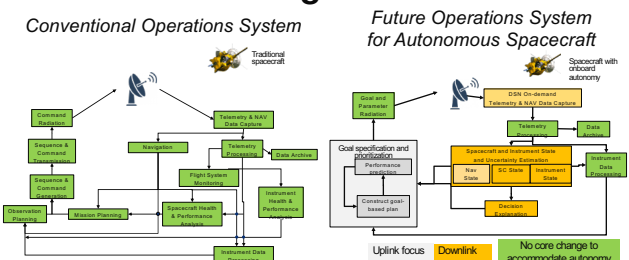 Conventional Operations System
Future Operations System
for Autonomous Spacecraft
Traditional
spacecraft
Command
Radiation
Telemetry & NAV
Data Capture
Sequence &
Command
Transmission
Navigation
Telemetry
Processing
Data Archive
Flight System
Monitoring
Sequence &
Command
Generation
Instrument
Health &
Performance
Analysis
Observation
Planning
Mission Planning
Spacecraft Health
& Performance
Analysis
Instrument Data
Processing
Spacecraft with
onboard
autonomy
Goal and
Parameter
Radiation
DSN On-demand
Telemetry & NAV Data Capture
Telemetry
Processing
Data
Archive
Goal specification and
prioritization
Performance
prediction
Construct goal-
based plan
Spacecraft and Instrument State
and Uncertainty Estimation
Nav
State
SC State
Instrument
State
Instrument
Data
Processing
Decision
Explanation
Uplink focus
Downlink
No core change to
accommodate autonomy